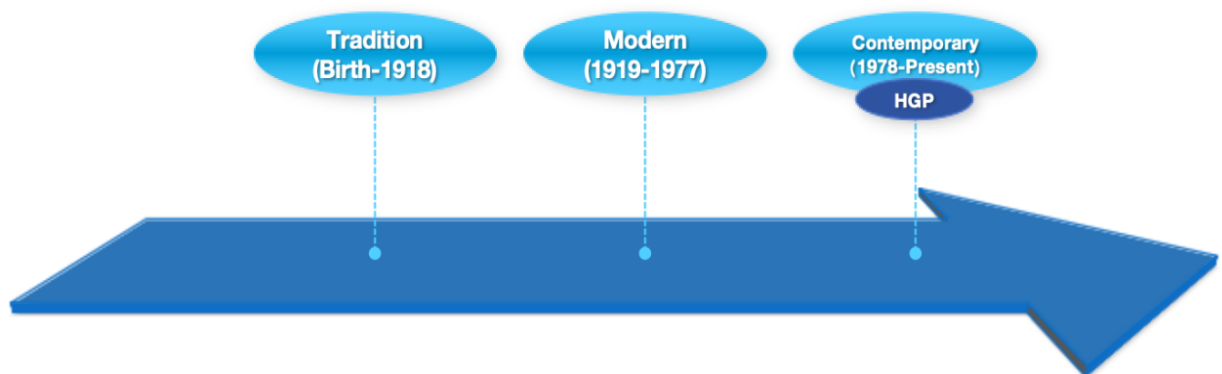 Tradition
(Birth-1918)
Modern
(1919-1977)
Contemporary
(1978-Present)
HGP